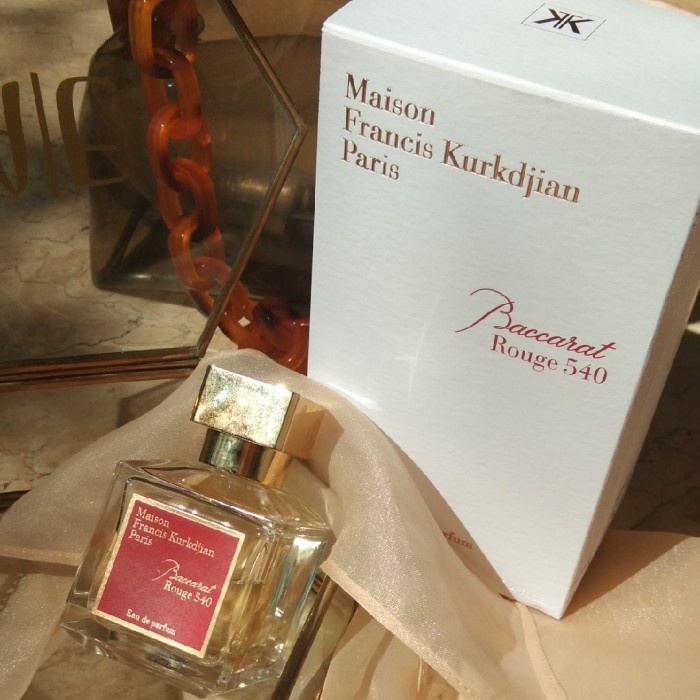 Maison
Francis Kurkdjian
Paris
Baccarat
Rouge 540
Maison
Francis Kurkdjian
Paris
Baccarat
Rouge 540
Eau de parfum